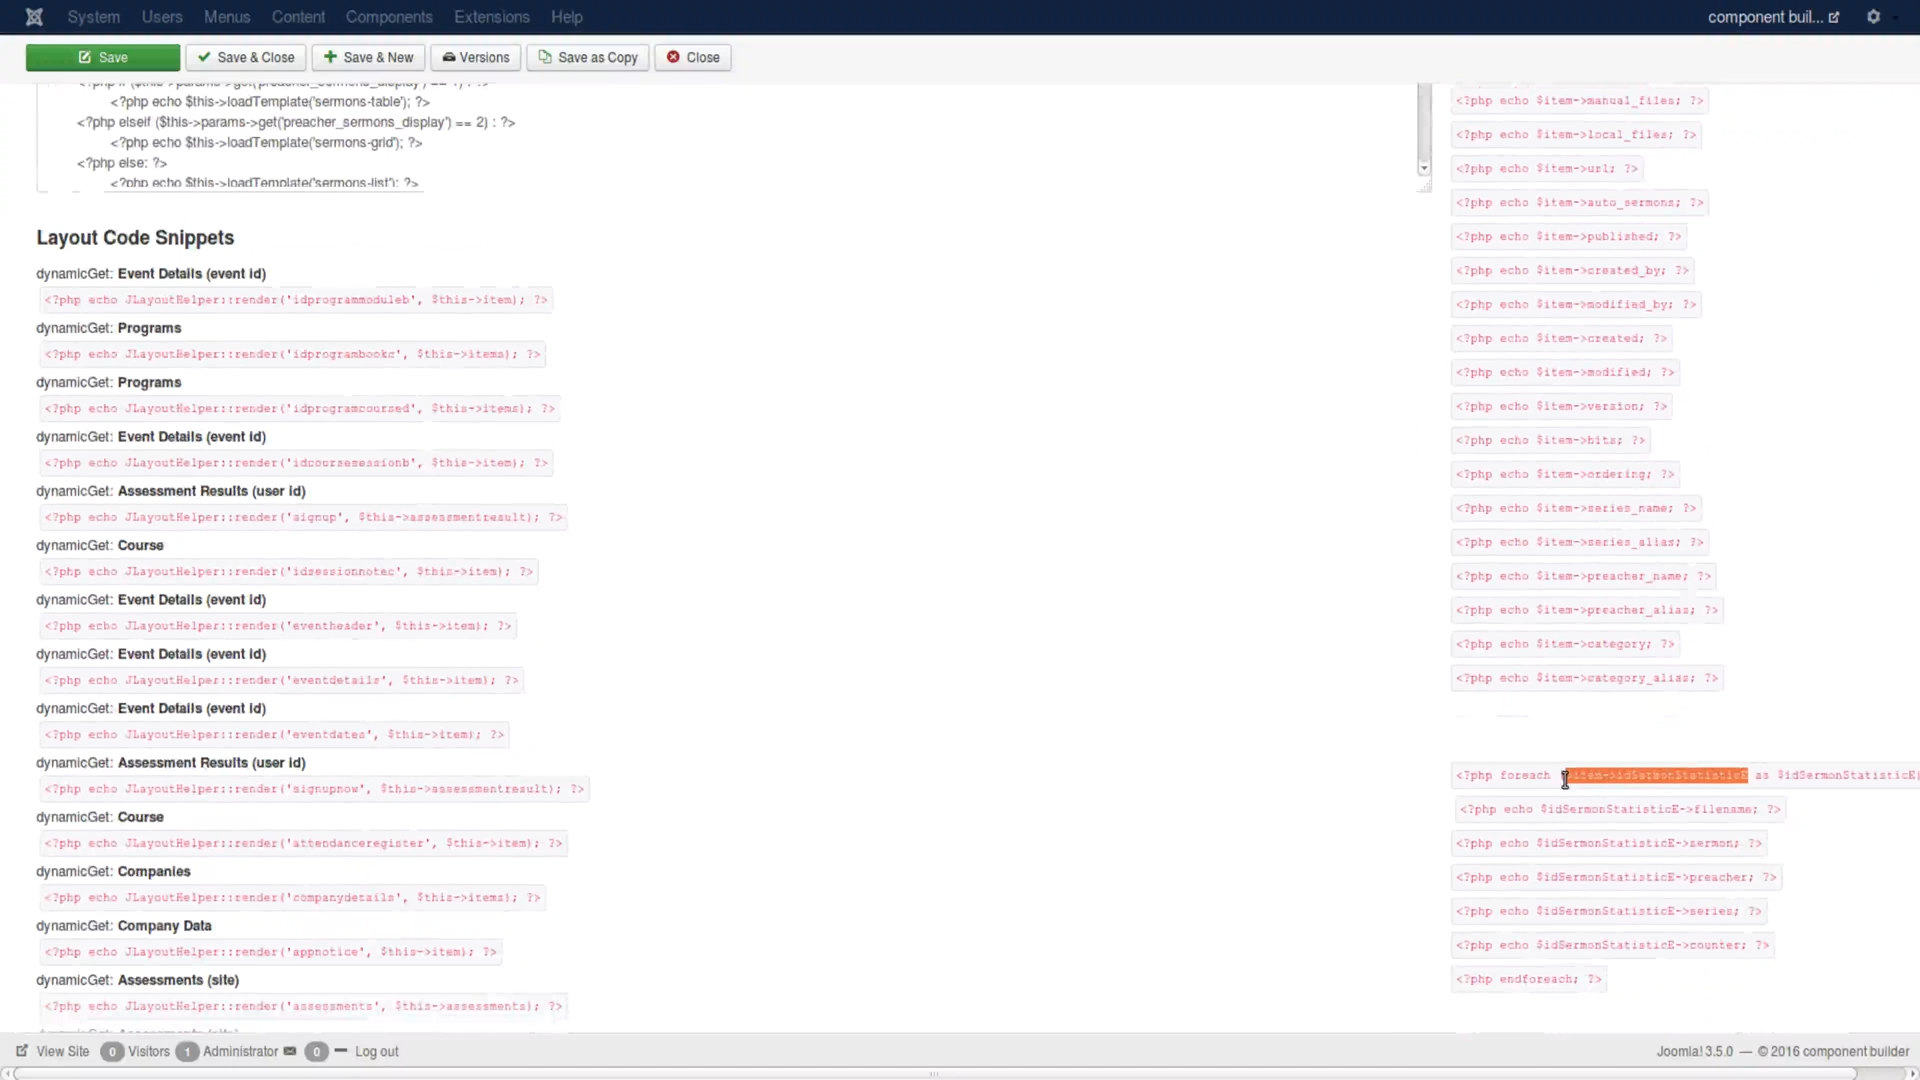 System Users Menus Content Components Extensions Help component buil...
Save Save & Close Save & New Versions Save as Copy Close
<?php echo $this->loadTemplate('sermons-table'); ?>
<?php elseif ($this->params->get('preacher_sermons_display') == 2) : ?>
<?php echo $this->loadTemplate('sermons-grid'); ?>
<?php else: ?>
<?php echo $this->loadTemplate('sermons-list'); ?>
Layout Code Snippets
dynamicGet: Event Details (event id)
<?php echo JLayoutHelper::render('idprogrammoduleb', $this->item); ?>
dynamicGet: Programs
<?php echo JLayoutHelper::render('idprogrambookc', $this->items); ?>
dynamicGet: Programs
<?php echo JLayoutHelper::render('idprogramcoursed', $this->items); ?>
dynamicGet: Event Details (event id)
<?php echo JLayoutHelper::render('idcoursesessionb', $this->item); ?>
dynamicGet: Assessment Results (user id)
<?php echo JLayoutHelper::render('signup', $this->assessmentresult); ?>
dynamicGet: Course
<?php echo JLayoutHelper::render('idsessionnotec', $this->item); ?>
dynamicGet: Event Details (event id)
<?php echo JLayoutHelper::render('eventheader', $this->item); ?>
dynamicGet: Event Details (event id)
<?php echo JLayoutHelper::render('eventdetails', $this->item); ?>
dynamicGet: Event Details (event id)
<?php echo JLayoutHelper::render('eventdates', $this->item); ?>
dynamicGet: Assessment Results (user id)
<?php echo JLayoutHelper::render('signupnow', $this->assessmentresult); ?>
dynamicGet: Course
<?php echo JLayoutHelper::render('attendanceregister', $this->item); ?>
dynamicGet: Companies
<?php echo JLayoutHelper::render('companydetails', $this->items); ?>
dynamicGet: Company Data
<?php echo JLayoutHelper::render('appnotice', $this->item); ?>
dynamicGet: Assessments (site)
<?php echo JLayoutHelper::render('assessments', $this->assessments); ?>
<?php echo $item->manual_files; ?>
<?php echo $item->local_files; ?>
<?php echo $item->url; ?>
<?php echo $item->auto_sermons; ?>
<?php echo $item->published; ?>
<?php echo $item->created_by; ?>
<?php echo $item->modified_by; ?>
<?php echo $item->created; ?>
<?php echo $item->modified; ?>
<?php echo $item->version; ?>
<?php echo $item->hits; ?>
<?php echo $item->ordering; ?>
<?php echo $item->series_name; ?>
<?php echo $item->series_alias; ?>
<?php echo $item->preacher_name; ?>
<?php echo $item->preacher_alias; ?>
<?php echo $item->category; ?>
<?php echo $item->category_alias; ?>
<?php foreach item->idSermonStatisticE as $idSermonStatisticE
<?php echo $idSermonStatisticE->filename; ?>
<?php echo $idSermonStatisticE->sermon; ?>
<?php echo $idSermonStatisticE->preacher; ?>
<?php echo $idSermonStatisticE->series; ?>
<?php echo $idSermonStatisticE->counter; ?>
<?php endforeach; ?>
View Site 0 Visitors 1 Administrator 0 Log out Joomla! 3.5.0 — © 2016 component builder